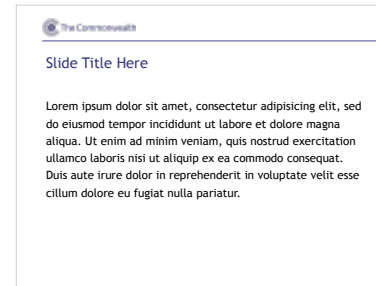 The Commonwealth
Slide Title Here
Lorem ipsum dolor sit amet, consectetur adipisicing elit, sed
do eiusmod tempor incididunt ut labore et dolore magna
aliqua. Ut enim ad minim veniam, quis nostrud exercitation
ullamco laboris nisi ut aliquip ex ea commodo consequat.
Duis aute irure dolor in reprehenderit in voluptate velit esse
cillum dolore eu fugiat nulla pariatur.